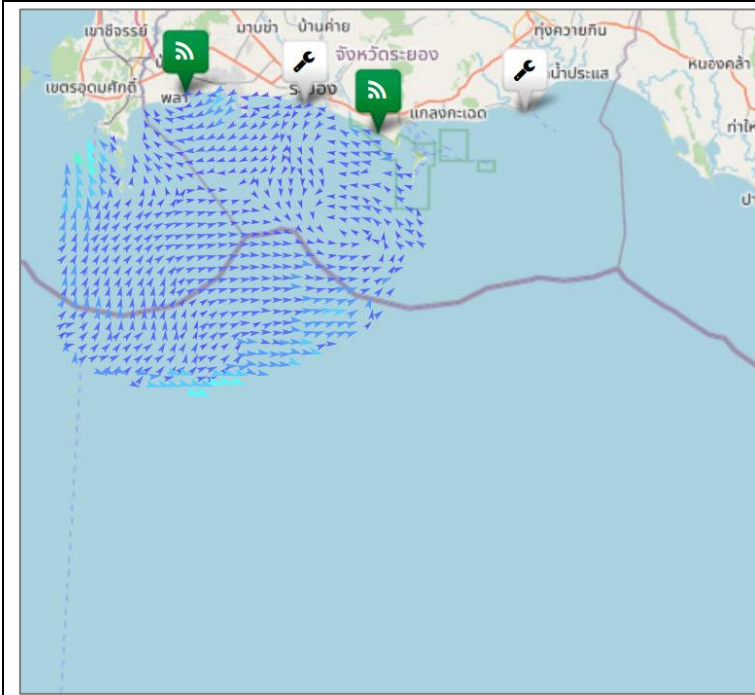 เขาชีจรรย์
มาบข่า
บ้านค่าย
ทุ่งควายกิน
จังหวัดระยอง
หนองคล้า
เขตรอุดมศักดิ์
พลา
น้ำประแส
แกลงกะเฉด